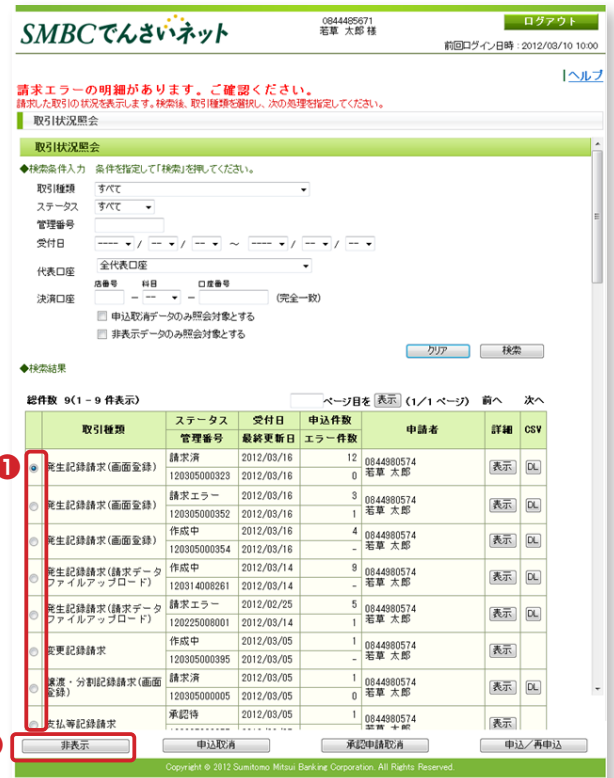 SMBCでんさいネット
0844485671
若草 太郎 様
ログアウト
前回ログイン日時：2012/03/10 10:00
ヘルプ
請求エラーの明細があります。ご確認ください。
請求した取引の状況を表示します。検索後、取引種類を選択し、次の処理を指定してください。
取引状況照会
取引状況照会
◆検索条件入力 条件を指定して「検索」を押してください。
取引種類 すべて
ステータス すべて
管理番号
受付日 ---- / -- / -- ～ ---- / -- / --
代表口座 全代表口座
店番号 科目 口座番号
決済口座 - -- - (完全一致)
申込取消データのみ照会対象とする
非表示データのみ照会対象とする
クリア 検索
◆検索結果
総件数 9(1－9 件表示) ページ目を 表示 (1/1 ページ) 前へ 次へ
取引種類 ステータス 受付日 申込件数 申請者 詳細 CSV
管理番号 最終更新日 エラー件数
1
発生記録請求(画面登録) 請求済 2012/03/16 12 0844980574 若草 太郎 表示 DL
120305000323 2012/03/16 0
発生記録請求(画面登録) 請求エラー 2012/03/16 3 0844980574 若草 太郎 表示 DL
120305000352 2012/03/16 1
発生記録請求(画面登録) 作成中 2012/03/16 4 0844980574 若草 太郎 表示 DL
120305000354 2012/03/16 -
発生記録請求(請求データファイルアップロード) 作成中 2012/03/14 9 0844980574 若草 太郎 表示 DL
120314008261 2012/03/14 -
発生記録請求(請求データファイルアップロード) 請求エラー 2012/02/25 5 0844980574 若草 太郎 表示 DL
120225008001 2012/03/14 1
変更記録請求 作成中 2012/03/05 1 0844980574 若草 太郎 表示
120305000395 2012/03/05 -
譲渡・分割記録請求(画面登録) 請求済 2012/03/05 1 0844980574 若草 太郎 表示 DL
120305000005 2012/03/05 0
支払等記録請求 承認待 2012/03/05 1 0844980574 表示
非表示 申込取消 承認申請取消 申込／再申込
Copyright © 2012 Sumitomo Mitsui Banking Corporation. All Rights Reserved.